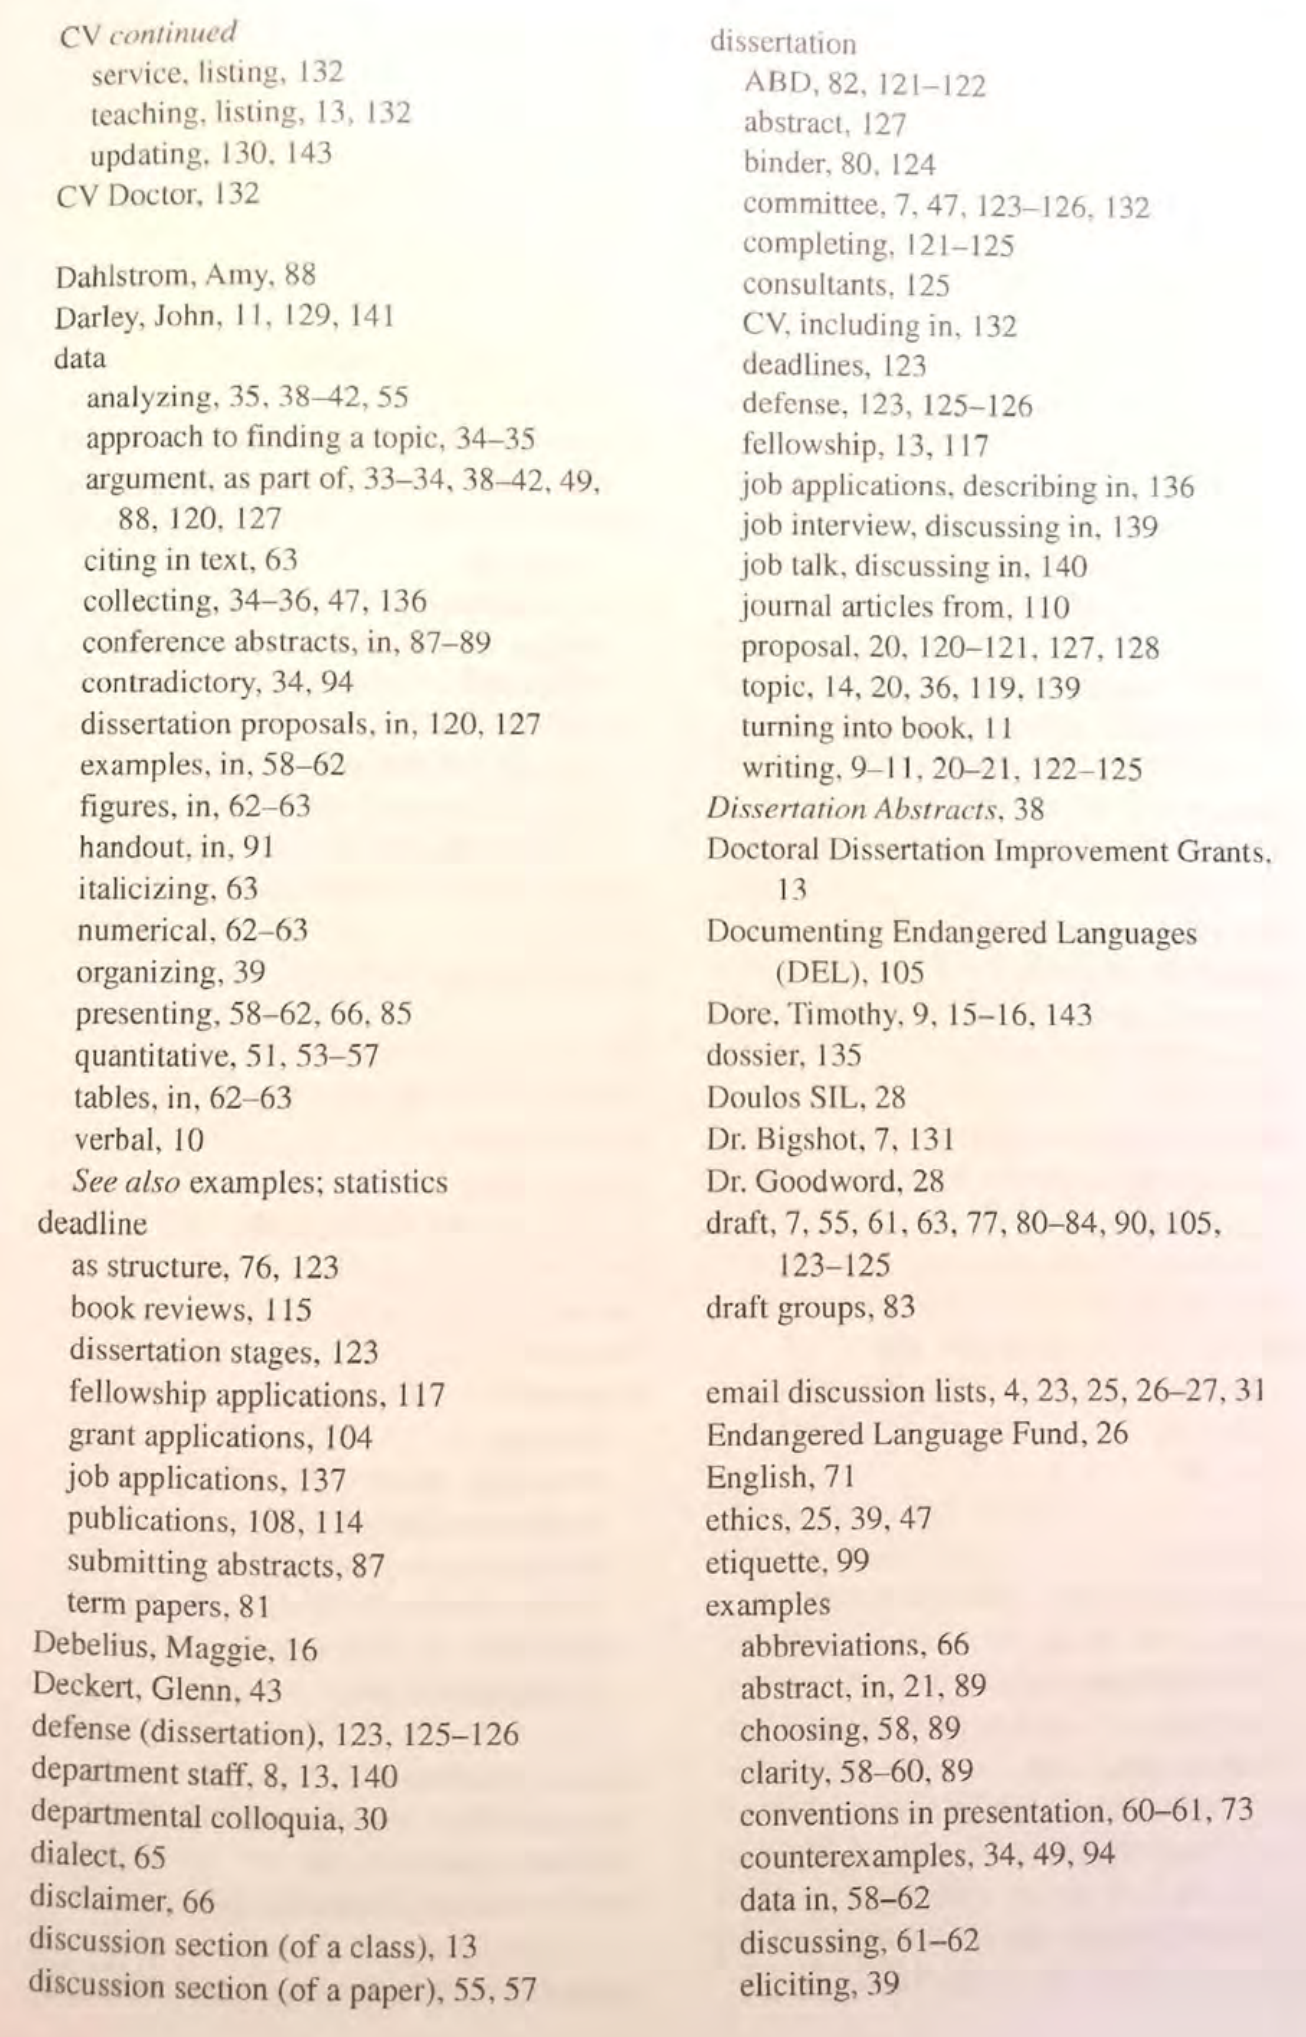 CV continued
service, listing, 132
teaching, listing, 13, 132
updating, 130, 143
CV Doctor, 132
Dahlstrom, Amy, 88
Darley, John, 11, 129, 141
data
analyzing, 35, 38–42, 55
approach to finding a topic, 34–35
argument, as part of, 33–34, 38–42, 49,
88, 120, 127
citing in text, 63
collecting, 34–36, 47, 136
conference abstracts, in, 87–89
contradictory, 34, 94
dissertation proposals, in, 120, 127
examples, in, 58–62
figures, in, 62–63
handout, in, 91
italicizing, 63
numerical, 62–63
organizing, 39
presenting, 58–62, 66, 85
quantitative, 51, 53–57
tables, in, 62–63
verbal, 10
See also examples; statistics
deadline
as structure, 76, 123
book reviews, 115
dissertation stages, 123
fellowship applications, 117
grant applications, 104
job applications, 137
publications, 108, 114
submitting abstracts, 87
term papers, 81
Debelius, Maggie, 16
Deckert, Glenn, 43
defense (dissertation), 123, 125–126
department staff, 8, 13, 140
departmental colloquia, 30
dialect, 65
disclaimer, 66
discussion section (of a class), 13
discussion section (of a paper), 55, 57
dissertation
ABD, 82, 121–122
abstract, 127
binder, 80, 124
committee, 7, 47, 123–126, 132
completing, 121–125
consultants, 125
CV, including in, 132
deadlines, 123
defense, 123, 125–126
fellowship, 13, 117
job applications, describing in, 136
job interview, discussing in, 139
job talk, discussing in, 140
journal articles from, 110
proposal, 20, 120–121, 127, 128
topic, 14, 20, 36, 119, 139
turning into book, 11
writing, 9–11, 20–21, 122–125
Dissertation Abstracts, 38
Doctoral Dissertation Improvement Grants,
13
Documenting Endangered Languages
(DEL), 105
Dore, Timothy, 9, 15–16, 143
dossier, 135
Doulos SIL, 28
Dr. Bigshot, 7, 131
Dr. Goodword, 28
draft, 7, 55, 61, 63, 77, 80–84, 90, 105,
123–125
draft groups, 83
email discussion lists, 4, 23, 25, 26–27, 31
Endangered Language Fund, 26
English, 71
ethics, 25, 39, 47
etiquette, 99
examples
abbreviations, 66
abstract, in, 21, 89
choosing, 58, 89
clarity, 58–60, 89
conventions in presentation, 60–61, 73
counterexamples, 34, 49, 94
data in, 58–62
discussing, 61–62
eliciting, 39